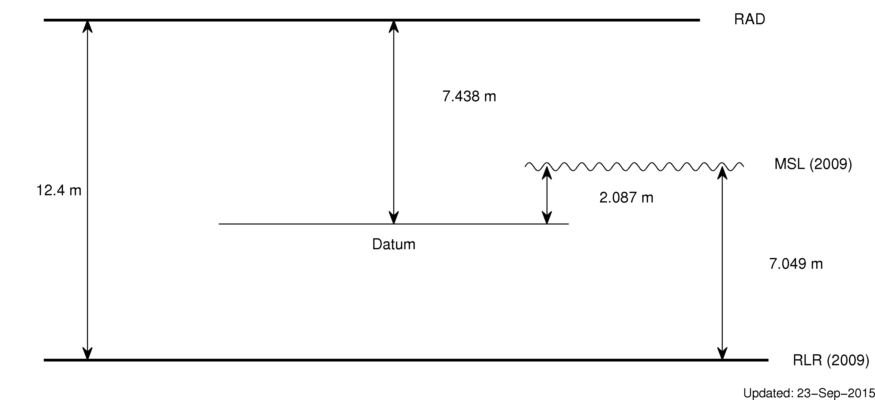 RAD
7.438 m
MSL (2009)
12.4 m
2.087 m
Datum
7.049 m
RLR (2009)
Updated: 23−Sep−2015